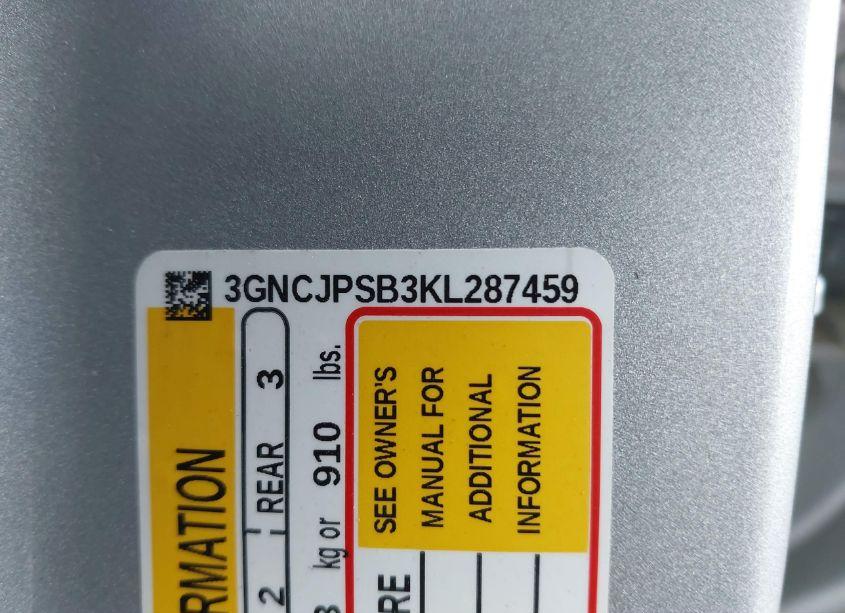 3GNCJPSB3KL287459
RMATION
2 REAR 3
kg or 910 lbs.
SEE OWNER'S
MANUAL FOR
ADDITIONAL
INFORMATION
RE